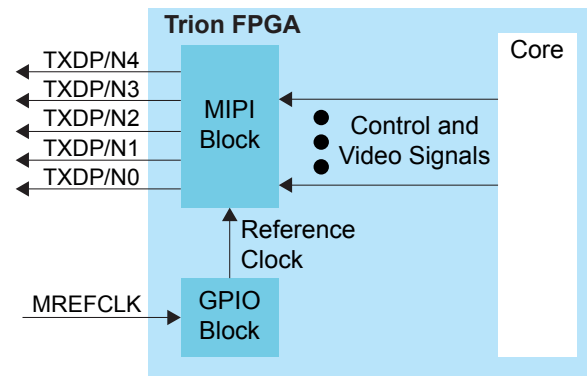 Trion FPGA
TXDP/N4
TXDP/N3
TXDP/N2
TXDP/N1
TXDP/N0
MIPI
Block
Control and
Video Signals
Core
Reference
Clock
MREFCLK
GPIO
Block